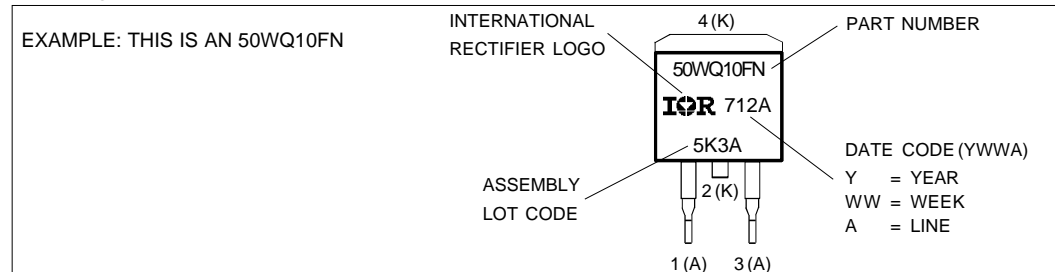 EXAMPLE: THIS IS AN 50WQ10FN
INTERNATIONAL
RECTIFIER LOGO
4 (K)
PART NUMBER
50WQ10FN
IOR 712A
5K3A
ASSEMBLY
LOT CODE
2 (K)
1 (A) 3 (A)
DATE CODE (YWWA)
Y = YEAR
WW = WEEK
A = LINE